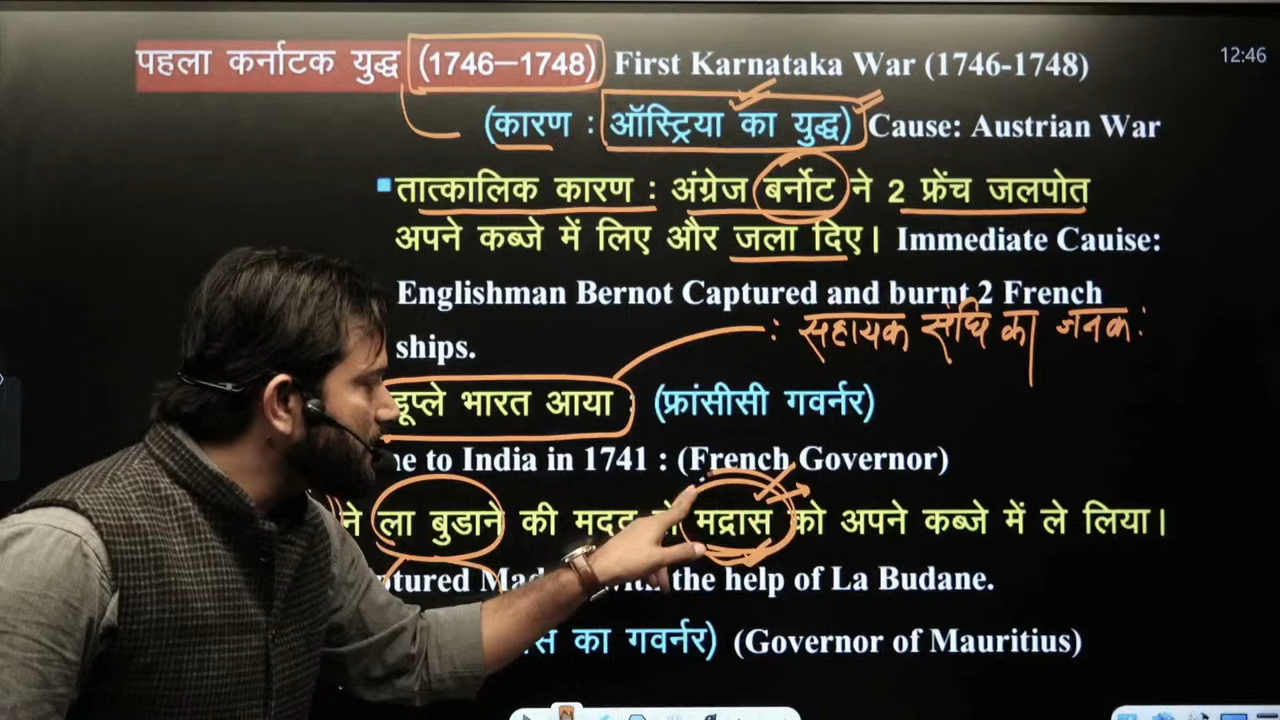 12:46
पहला कर्नाटक युद्ध (1746–1748) First Karnataka War (1746-1748)
(कारण : ऑस्ट्रिया का युद्ध) Cause: Austrian War
तात्कालिक कारण : अंग्रेज बर्नोट ने 2 फ्रेंच जलपोत
अपने कब्जे में लिए और जला दिए। Immediate Cauise:
Englishman Bernot Captured and burnt 2 French
ships.
: सहायक संघि का जनक :
डूप्ले भारत आया : (फ्रांसीसी गवर्नर)
to India in 1741 : (French Governor)
ने ला बुडाने की मदद से मद्रास को अपने कब्जे में ले लिया।
the help of La Budane.
का गवर्नर) (Governor of Mauritius)